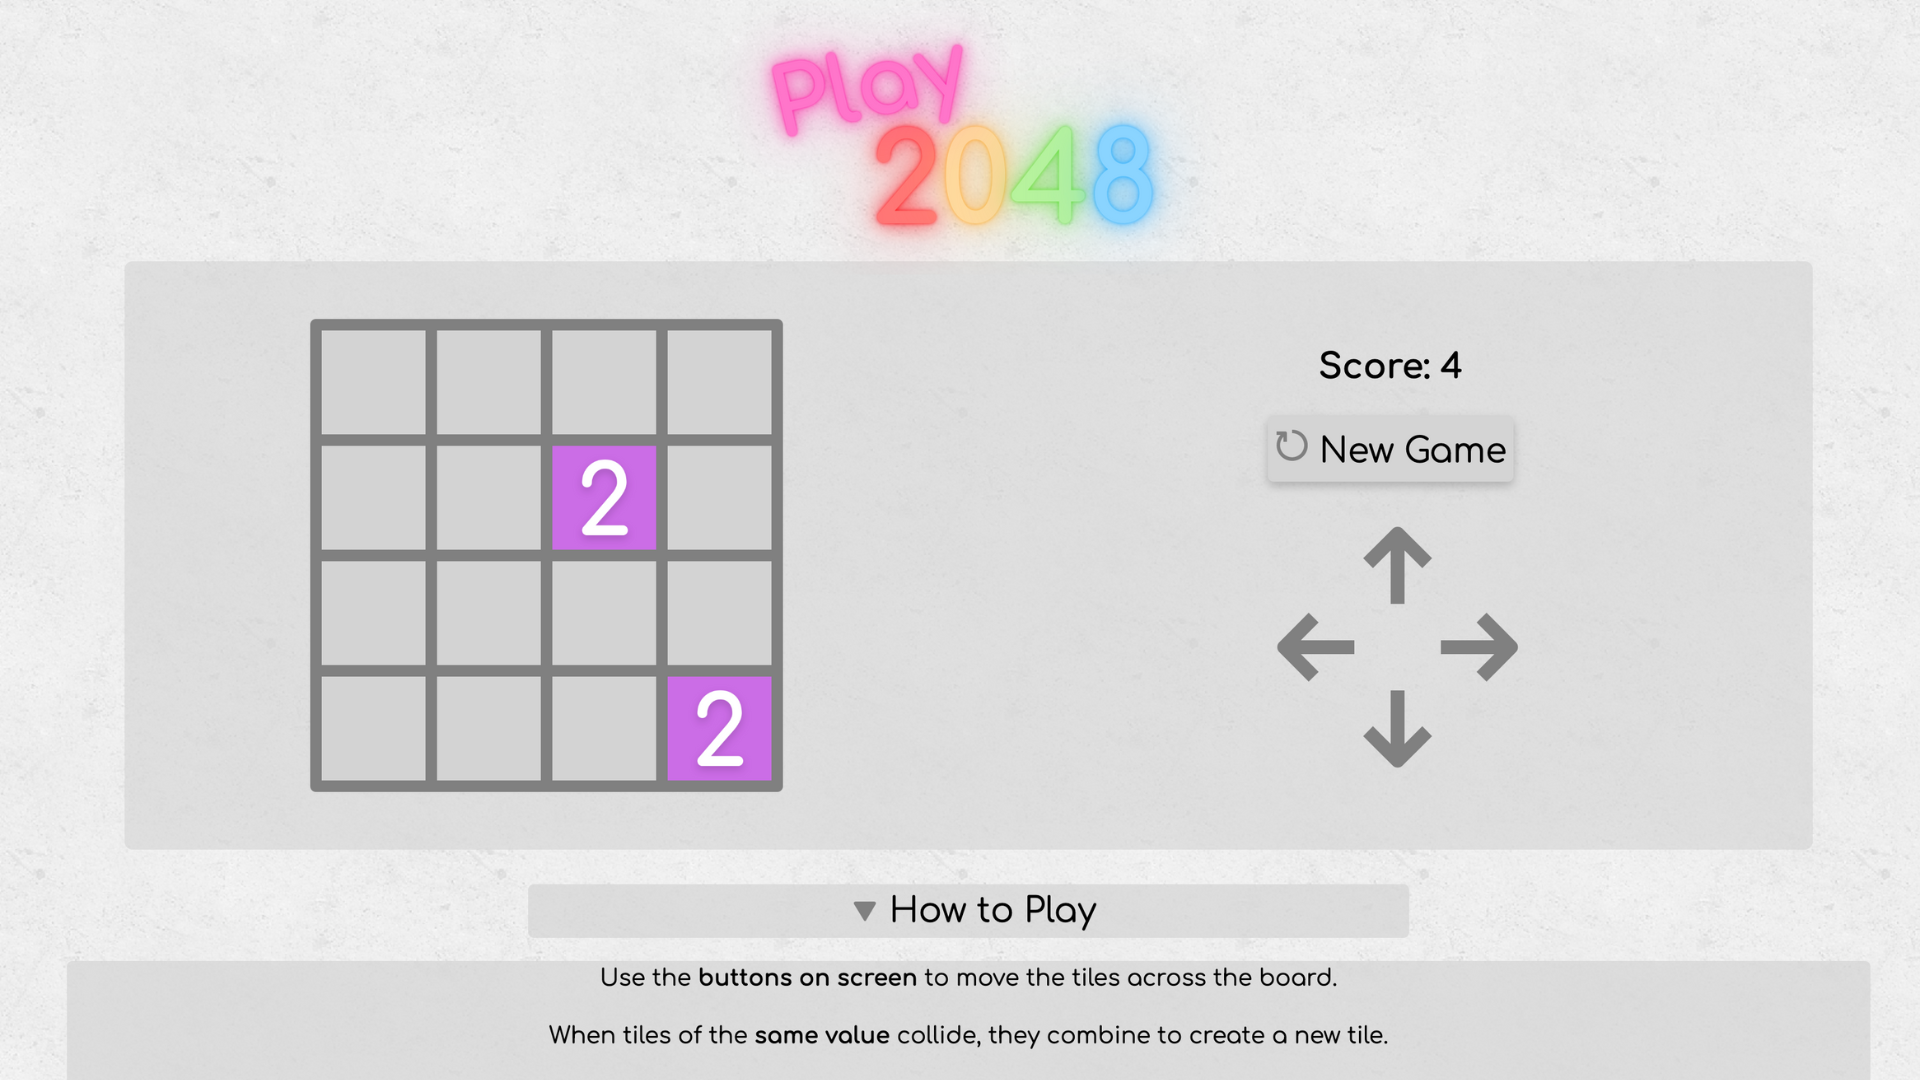 Play
2048
Score: 4
New Game
2
2
How to Play
Use the buttons on screen to move the tiles across the board.
When tiles of the same value collide, they combine to create a new tile.